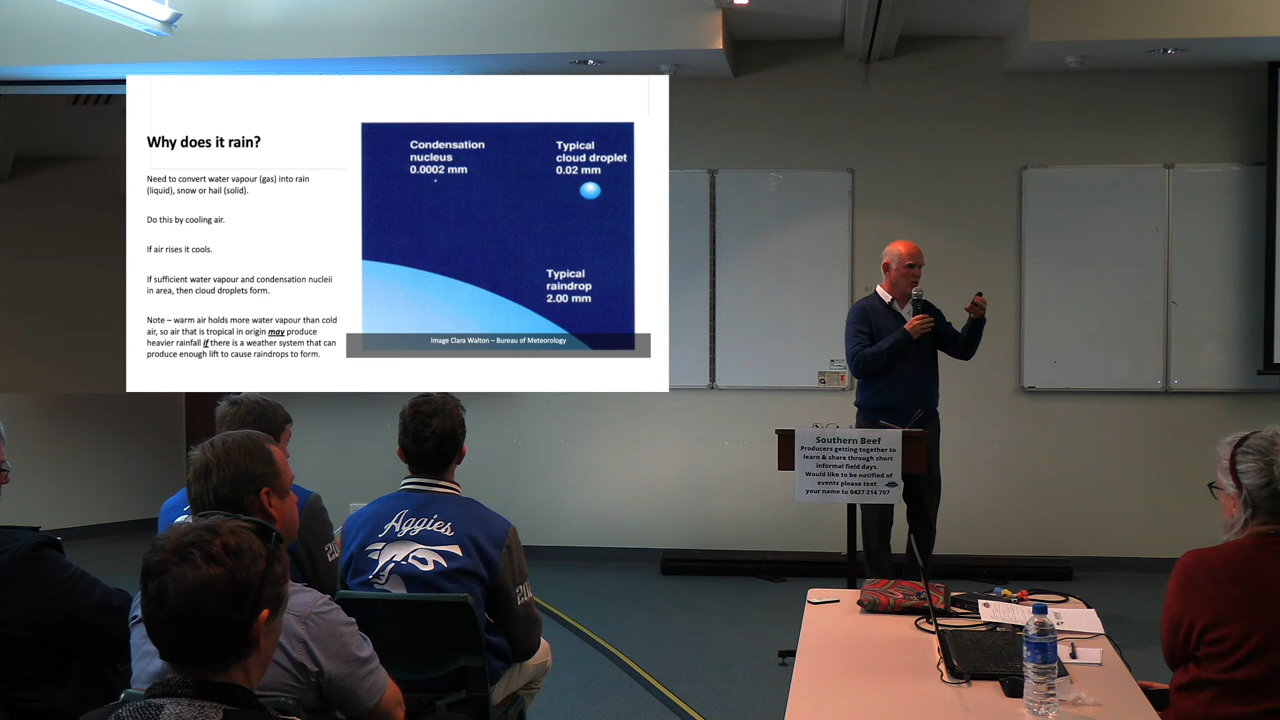 Why does it rain?
Need to convert water vapour (gas) into rain
(liquid), snow or hail (solid).
Do this by cooling air.
If air rises it cools.
If sufficient water vapour and condensation nucleii
in area, then cloud droplets form.
Note – warm air holds more water vapour than cold
air, so air that is tropical in origin may produce
heavier rainfall if there is a weather system that can
produce enough lift to cause raindrops to form.
Condensation
nucleus
0.0002 mm
Typical
cloud droplet
0.02 mm
Typical
raindrop
2.00 mm
Image Clara Walton – Bureau of Meteorology
Southern Beef
Producers getting together to
learn & share through short
informal field days.
Would like to be notified of
events please text
your name to 0427 214 707
Aggies